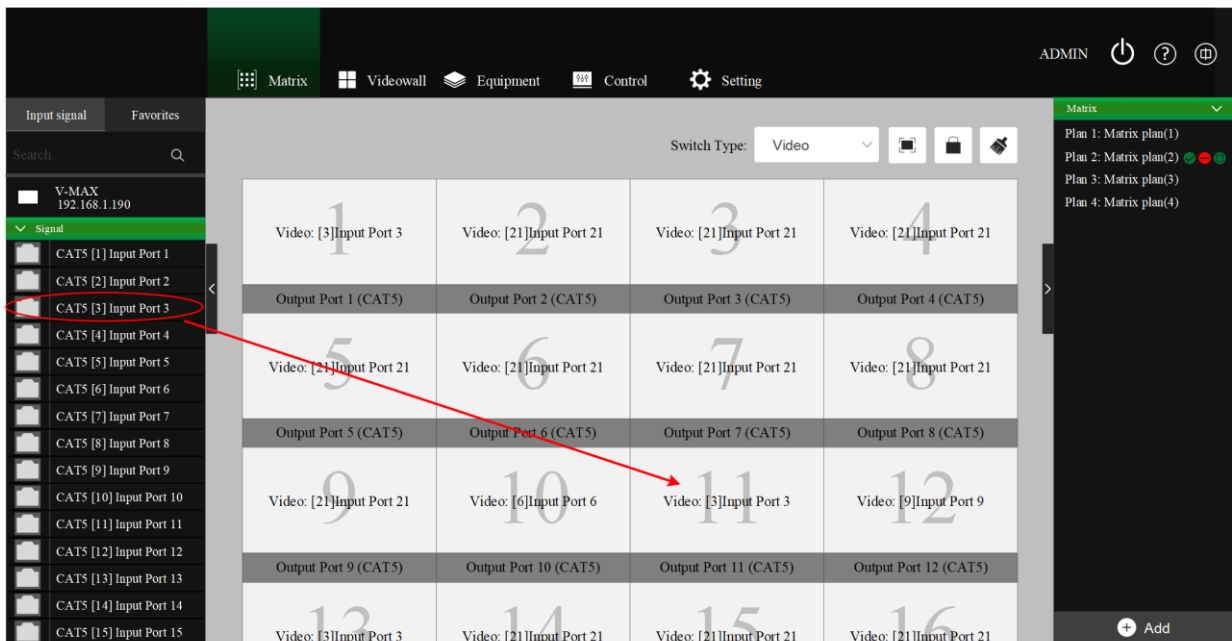 ADMIN
Matrix
Videowall
Equipment
Control
Setting
Input signal
Favorites
Search
V-MAX
192.168.1.190
Signal
CAT5 [1] Input Port 1
CAT5 [2] Input Port 2
CAT5 [3] Input Port 3
CAT5 [4] Input Port 4
CAT5 [5] Input Port 5
CAT5 [6] Input Port 6
CAT5 [7] Input Port 7
CAT5 [8] Input Port 8
CAT5 [9] Input Port 9
CAT5 [10] Input Port 10
CAT5 [11] Input Port 11
CAT5 [12] Input Port 12
CAT5 [13] Input Port 13
CAT5 [14] Input Port 14
CAT5 [15] Input Port 15
Switch Type: Video
1
Video: [3]Input Port 3
Output Port 1 (CAT5)
2
Video: [21]Input Port 21
Output Port 2 (CAT5)
3
Video: [21]Input Port 21
Output Port 3 (CAT5)
4
Video: [21]Input Port 21
Output Port 4 (CAT5)
5
Video: [21]Input Port 21
Output Port 5 (CAT5)
6
Video: [21]Input Port 21
Output Port 6 (CAT5)
7
Video: [21]Input Port 21
Output Port 7 (CAT5)
8
Video: [21]Input Port 21
Output Port 8 (CAT5)
9
Video: [21]Input Port 21
Output Port 9 (CAT5)
10
Video: [6]Input Port 6
Output Port 10 (CAT5)
11
Video: [3]Input Port 3
Output Port 11 (CAT5)
12
Video: [9]Input Port 9
Output Port 12 (CAT5)
13
Video: [3]Input Port 3
14
Video: [21]Input Port 21
15
Video: [21]Input Port 21
16
Video: [21]Input Port 21
Matrix
Plan 1: Matrix plan(1)
Plan 2: Matrix plan(2)
Plan 3: Matrix plan(3)
Plan 4: Matrix plan(4)
Add